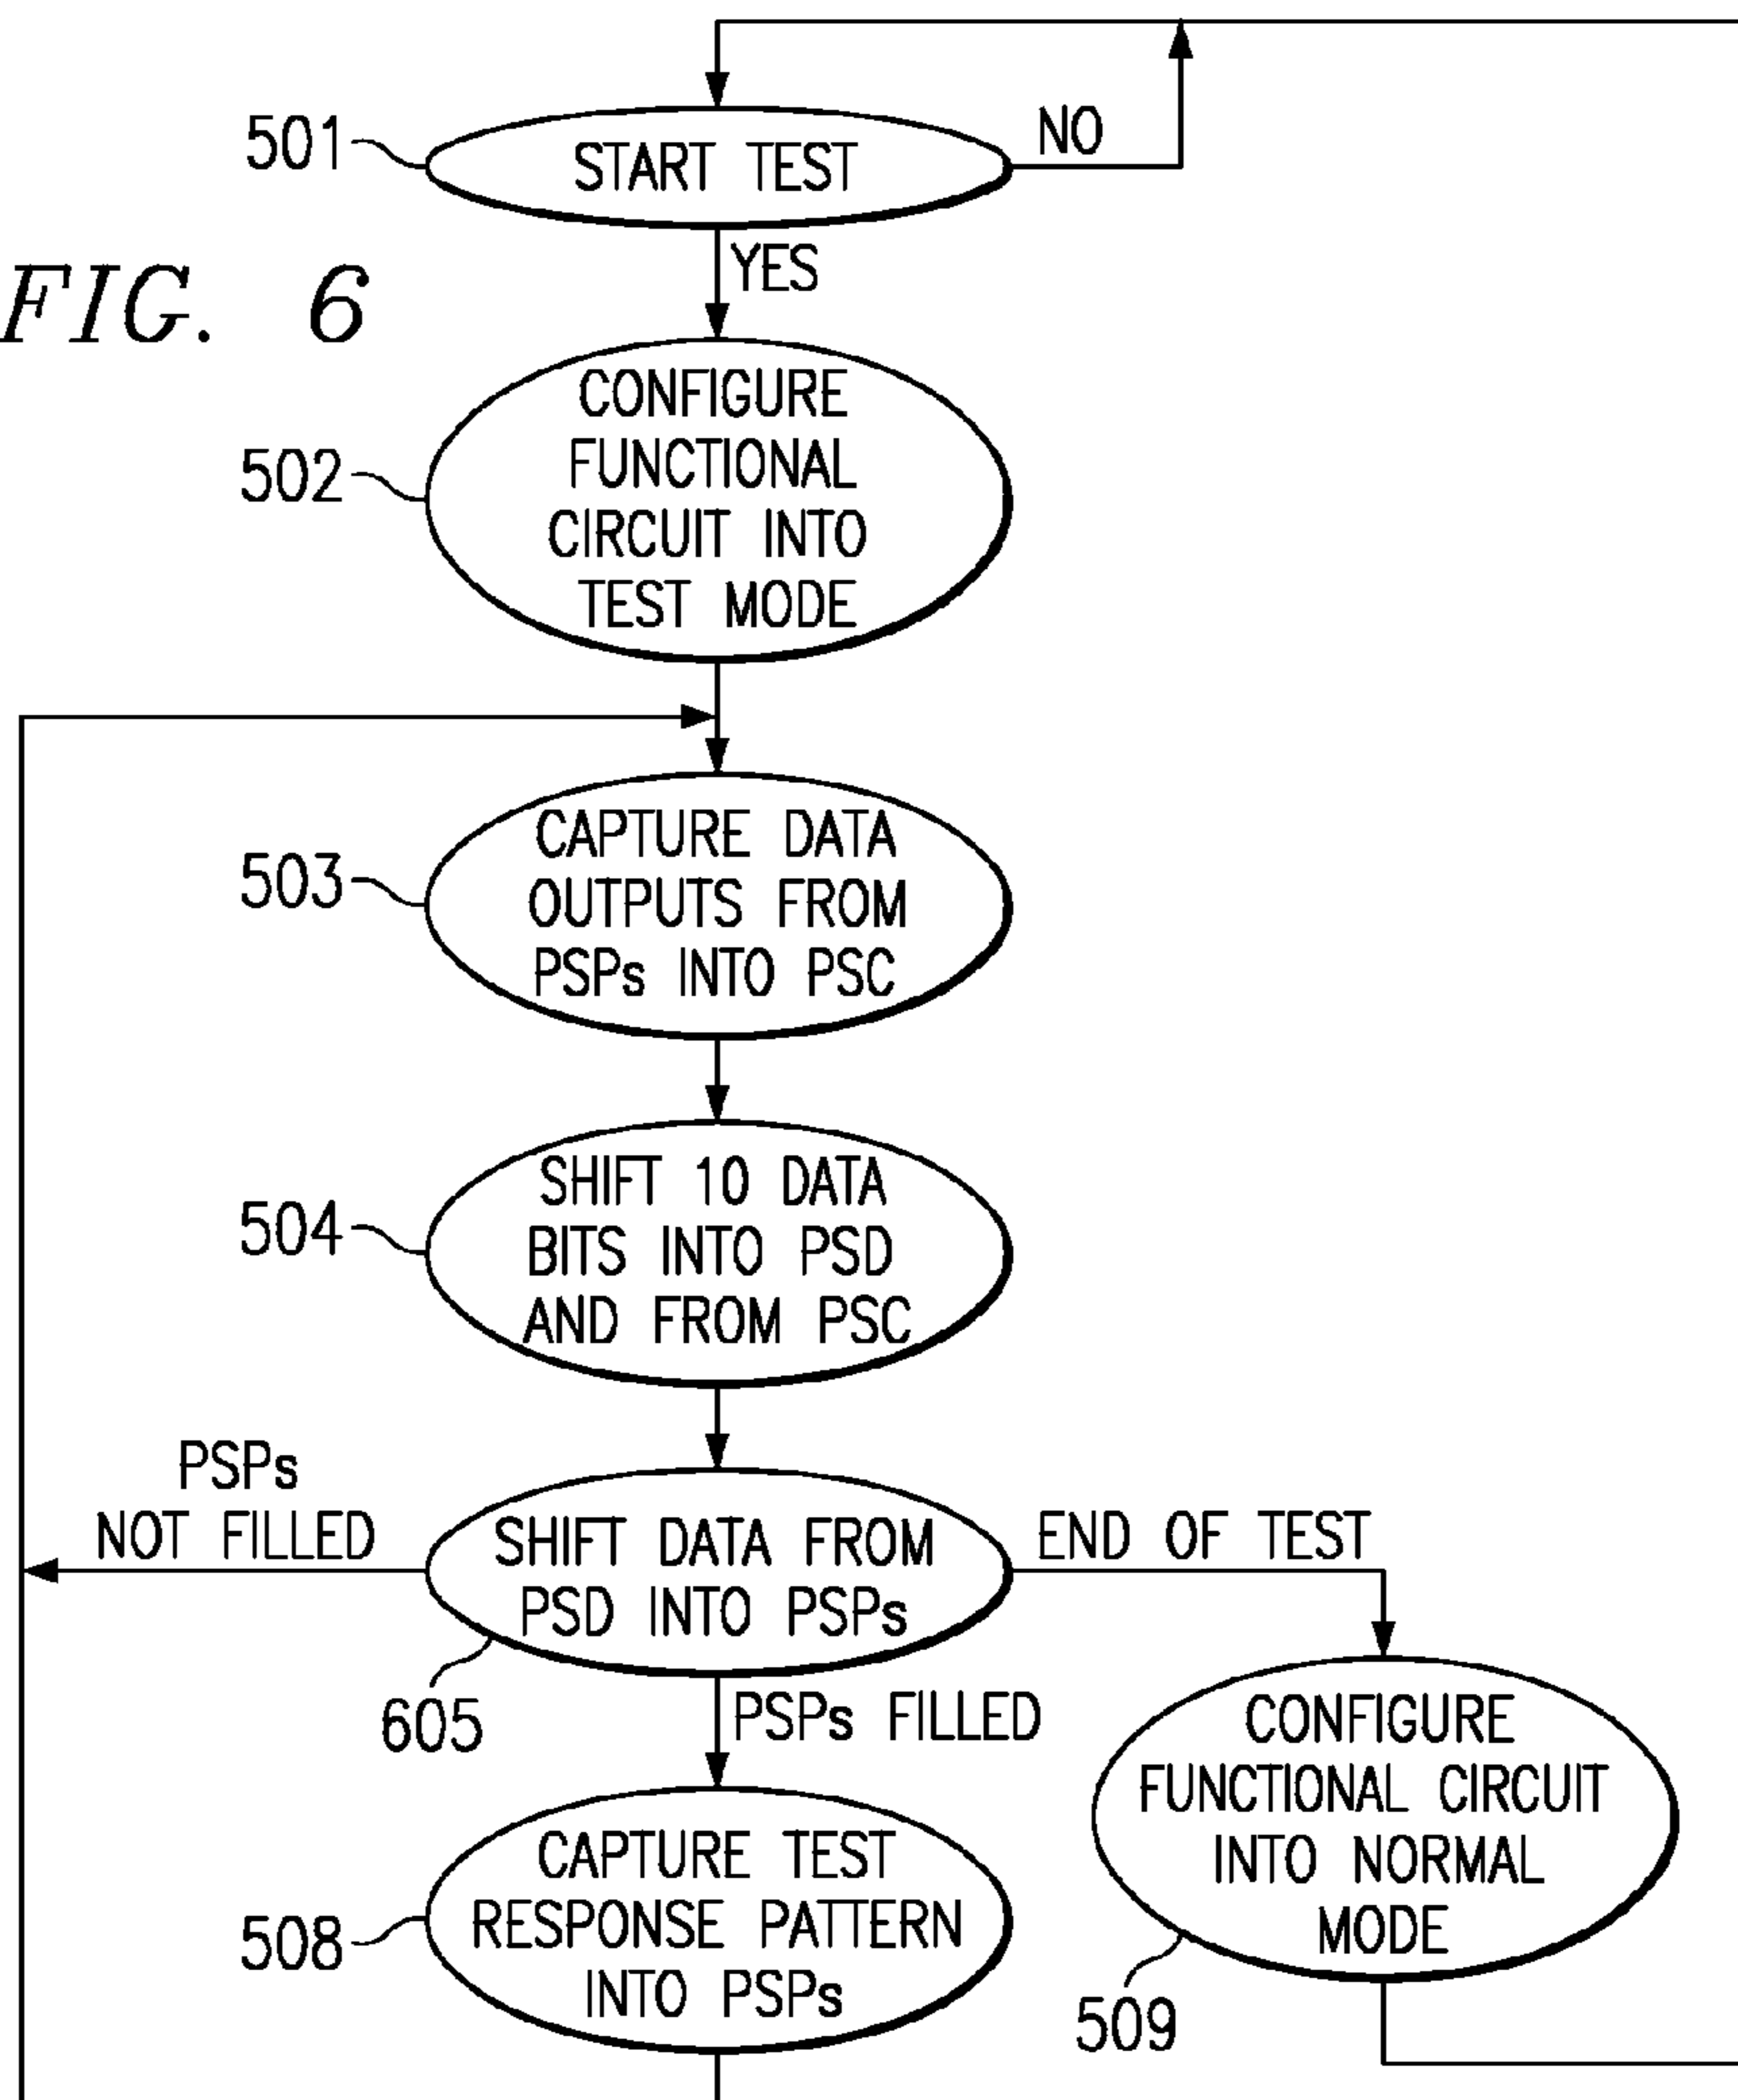 501
START TEST
NO
YES
FIG. 6
502
CONFIGURE
FUNCTIONAL
CIRCUIT INTO
TEST MODE
503
CAPTURE DATA
OUTPUTS FROM
PSPs INTO PSC
504
SHIFT 10 DATA
BITS INTO PSD
AND FROM PSC
PSPs
NOT FILLED
SHIFT DATA FROM
PSD INTO PSPs
END OF TEST
605
PSPs FILLED
CONFIGURE
FUNCTIONAL CIRCUIT
INTO NORMAL
MODE
509
508
CAPTURE TEST
RESPONSE PATTERN
INTO PSPs